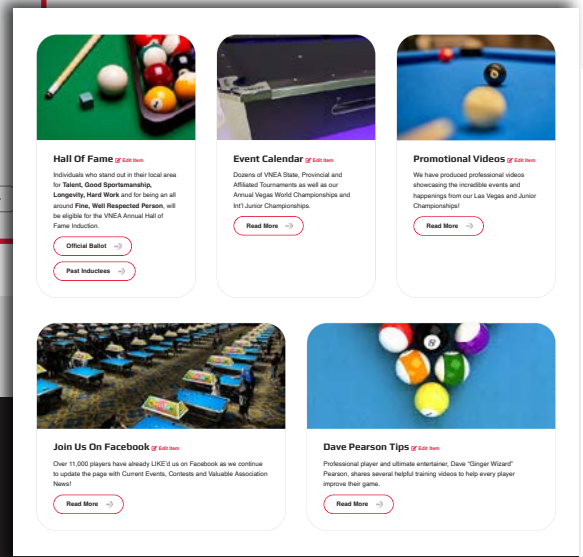 Hall Of Fame Edit Item
Individuals who stand out in their local area
for Talent, Good Sportsmanship,
Longevity, Hard Work and for being an all
around Fine, Well Respected Person, will
be eligible for the VNEA Annual Hall of
Fame Induction.
Official Ballot
Past Inductees
Event Calendar Edit Item
Dozens of VNEA State, Provincial and
Affiliated Tournaments as well as our
Annual Vegas World Championships and
Int'l Junior Championships.
Read More
Promotional Videos Edit Item
We have produced professional videos
showcasing the incredible events and
happenings from our Las Vegas and Junior
Championships!
Read More
Join Us On Facebook Edit Item
Over 11,000 players have already LIKE'd us on Facebook as we continue
to update the page with Current Events, Contests and Valuable Association
News!
Read More
8
Dave Pearson Tips Edit Item
Professional player and ultimate entertainer, Dave "Ginger Wizard"
Pearson, shares several helpful training videos to help every player
improve their game.
Read More